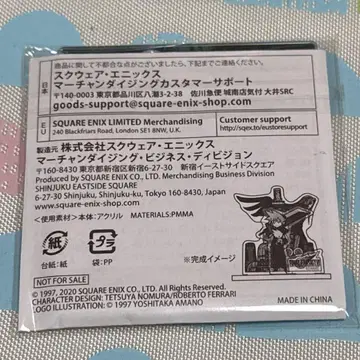 日本
商品に関して不都合な点がございましたら、下記までご連絡ください。
スクウェア・エニックス
マーチャンダイジングカスタマーサポート
〒140-0003 東京都品川区八潮3-2-38 佐川急便 城南店気付 大井SRC
goods-support@square-enix-shop.com
EU
SQUARE ENIX LIMITED Merchandising
240 Blackfriars Road, London SE1 8NW, U.K.
Customer support
http://sqex.to/eustoresupport
製造元 株式会社スクウェア・エニックス
マーチャンダイジング・ビジネス・ディビジョン
〒160-8430 東京都新宿区新宿6-27-30 新宿イーストサイドスクエア
Produced by SQUARE ENIX CO., LTD. Merchandising Business Division
SHINJUKU EASTSIDE SQUARE
6-27-30 Shinjuku, Shinjuku-ku, Tokyo 160-8430, JAPAN
www.square-enix-shop.com
<使用素材>本体:アクリル MATERIALS:PMMA
紙
プラ
台紙:紙
袋:PP
※完成イメージ
NOT FOR SALE
© 1997, 2020 SQUARE ENIX CO., LTD. All Rights Reserved.
CHARACTER DESIGN: TETSUYA NOMURA/ROBERTO FERRARI
LOGO ILLUSTRATION: © 1997 YOSHITAKA AMANO
MADE IN CHINA